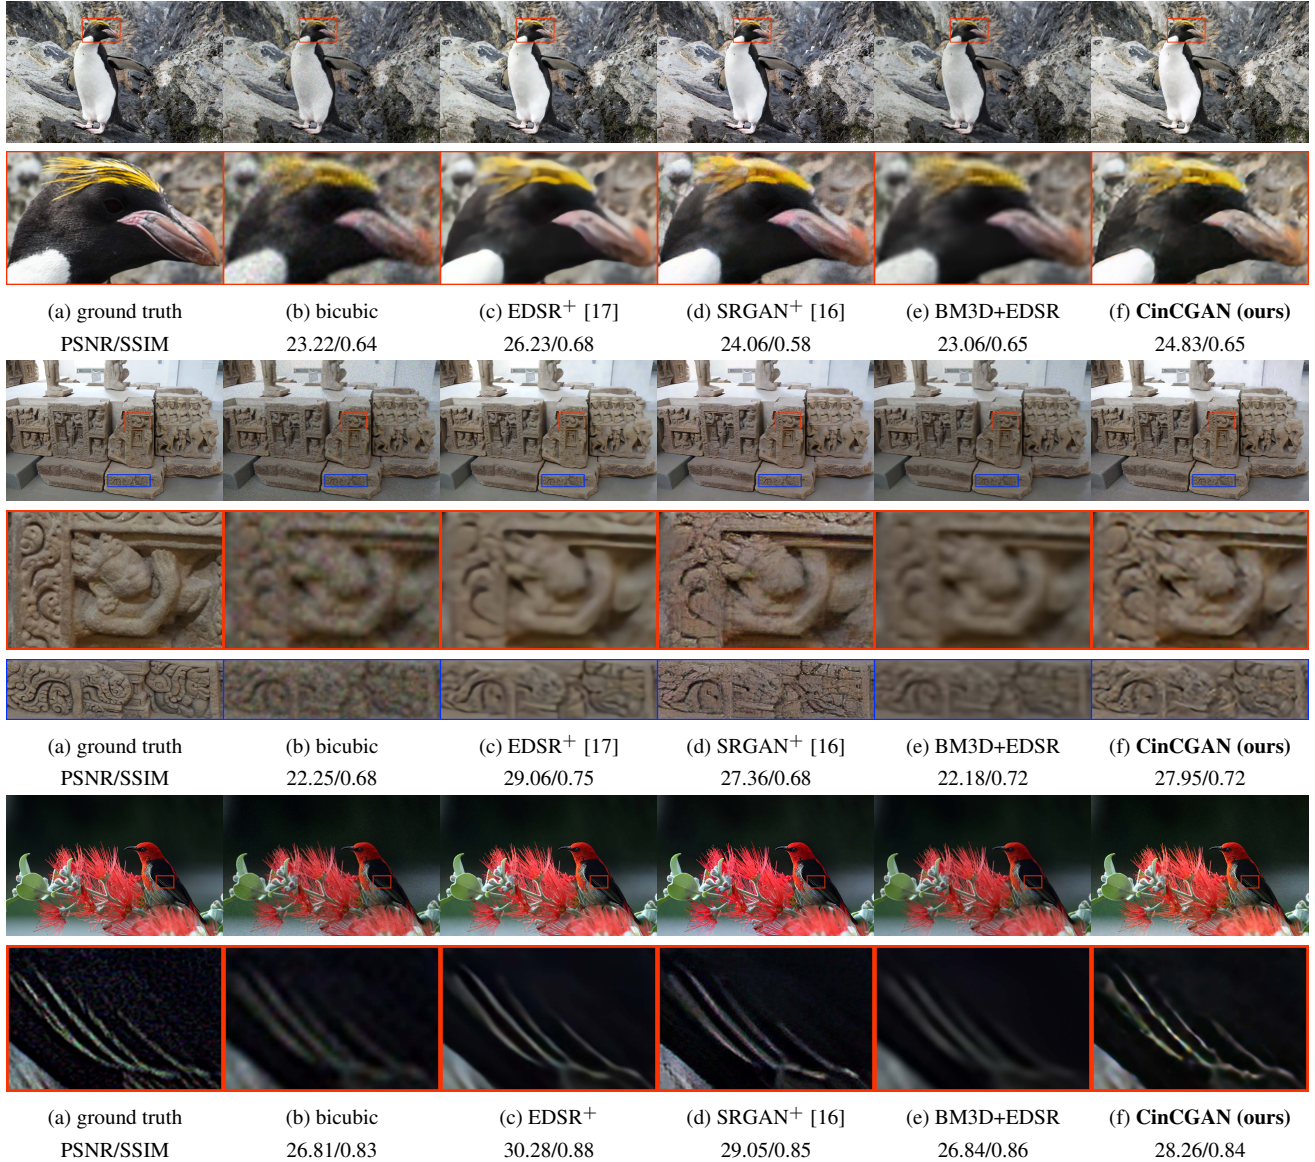 (a) ground truth (b) bicubic (c) EDSR+ [17] (d) SRGAN+ [16] (e) BM3D+EDSR (f) CinCGAN (ours)
PSNR/SSIM 23.22/0.64 26.23/0.68 24.06/0.58 23.06/0.65 24.83/0.65
(a) ground truth (b) bicubic (c) EDSR+ [17] (d) SRGAN+ [16] (e) BM3D+EDSR (f) CinCGAN (ours)
PSNR/SSIM 22.25/0.68 29.06/0.75 27.36/0.68 22.18/0.72 27.95/0.72
(a) ground truth (b) bicubic (c) EDSR+ (d) SRGAN+ [16] (e) BM3D+EDSR (f) CinCGAN (ours)
PSNR/SSIM 26.81/0.83 30.28/0.88 29.05/0.85 26.84/0.86 28.26/0.84